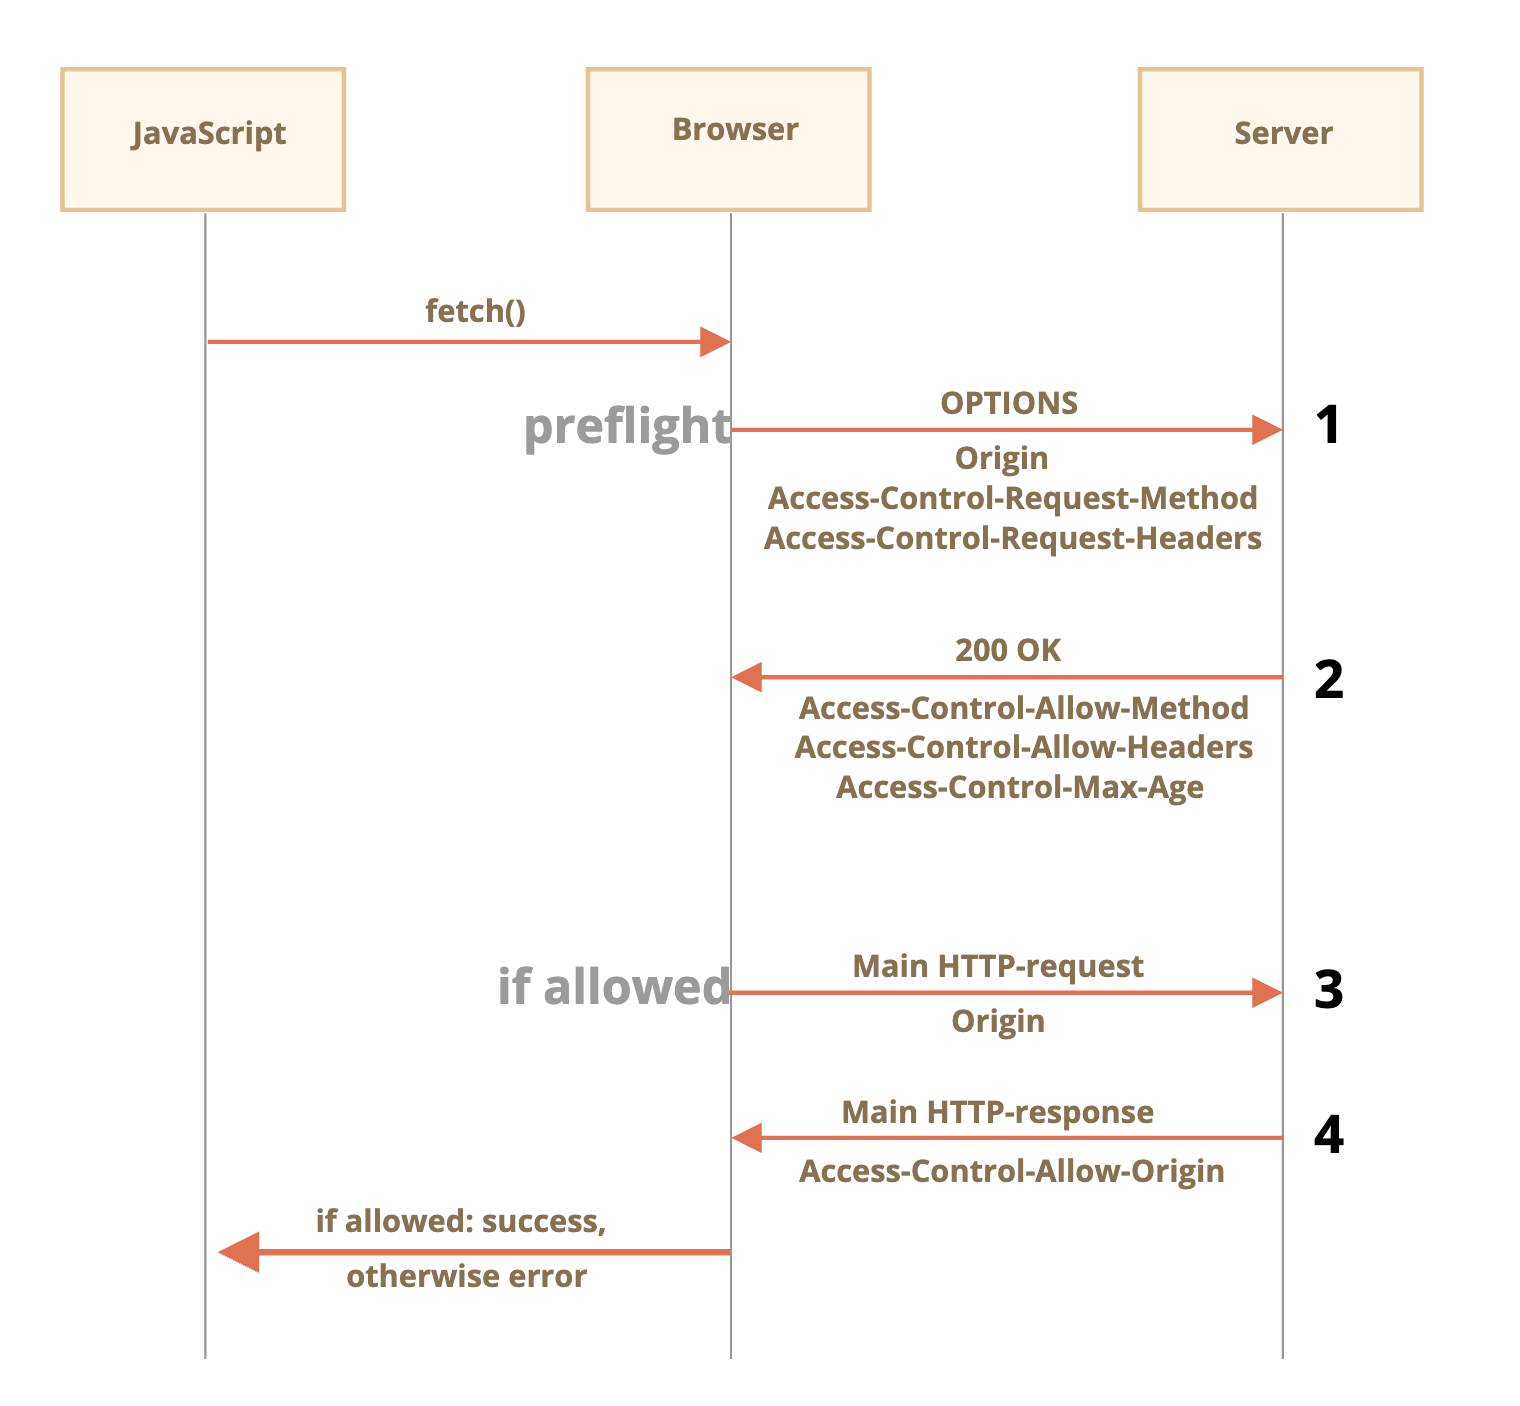 JavaScript
Browser
Server
fetch()
preflight
OPTIONS
1
Origin
Access-Control-Request-Method
Access-Control-Request-Headers
200 OK
2
Access-Control-Allow-Method
Access-Control-Allow-Headers
Access-Control-Max-Age
if allowed
Main HTTP-request
3
Origin
Main HTTP-response
4
Access-Control-Allow-Origin
if allowed: success,
otherwise error